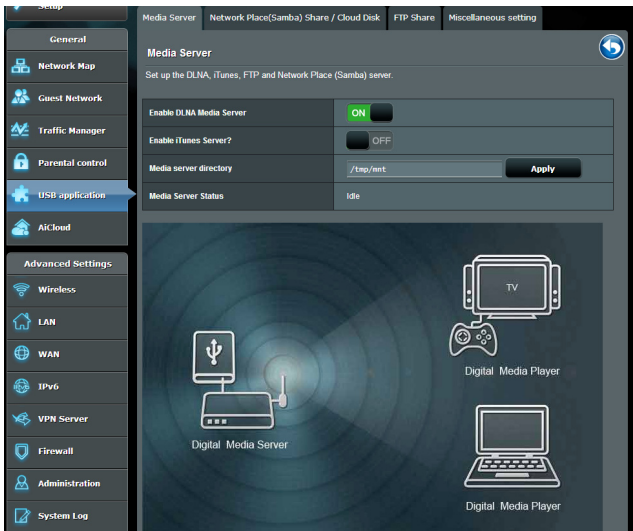 Setup
General
Network Map
Guest Network
Traffic Manager
Parental control
USB application
AiCloud
Advanced Settings
Wireless
LAN
WAN
IPv6
VPN Server
Firewall
Administration
System Log
Media Server
Network Place(Samba) Share / Cloud Disk
FTP Share
Miscellaneous setting
Media Server
Set up the DLNA, iTunes, FTP and Network Place (Samba) server.
Enable DLNA Media Server
ON
Enable iTunes Server?
OFF
Media server directory
/tmp/mnt
Apply
Media Server Status
Idle
TV
Digital Media Player
Digital Media Server
Digital Media Player